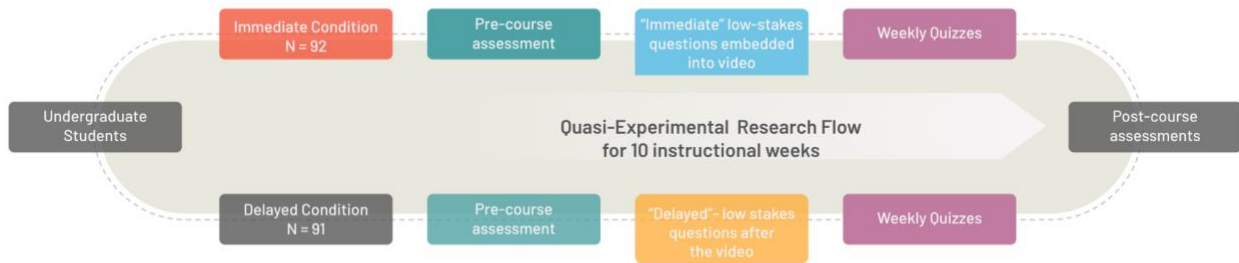 Immediate Condition
N = 92
Pre-course
assessment
“Immediate” low-stakes
questions embedded
into video
Weekly Quizzes
Undergraduate
Students
Quasi-Experimental Research Flow
for 10 instructional weeks
Post-course
assessments
Delayed Condition
N = 91
Pre-course
assessment
“Delayed”- low stakes
questions after
the video
Weekly Quizzes